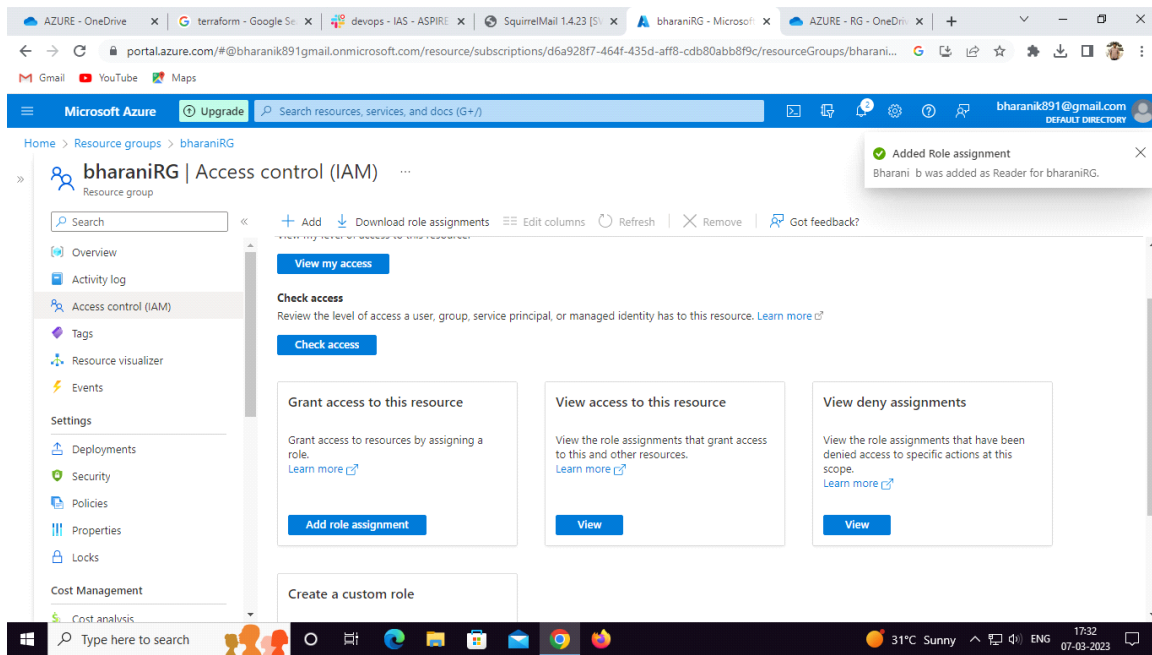 AZURE - OneDrive
terraform - Google Se
devops - IAS - ASPIRE
SquirrelMail 1.4.23 [SV
bharaniRG - Microsoft
AZURE - RG - OneDriv
portal.azure.com/#@bharanik891gmail.onmicrosoft.com/resource/subscriptions/d6a928f7-464f-435d-aff8-cdb80abb8f9c/resourceGroups/bharani...
Gmail YouTube Maps
Microsoft Azure
Upgrade
Search resources, services, and docs (G+/)
2
bharanik891@gmail.com
DEFAULT DIRECTORY
Home > Resource groups > bharaniRG
Added Role assignment
Bharani b was added as Reader for bharaniRG.
bharaniRG | Access control (IAM) ...
Resource group
Search
Add Download role assignments Edit columns Refresh Remove Got feedback?
Overview
Activity log
Access control (IAM)
Tags
Resource visualizer
Events
Settings
Deployments
Security
Policies
Properties
Locks
Cost Management
Cost analysis
View my level of access to this resource.
View my access
Check access
Review the level of access a user, group, service principal, or managed identity has to this resource. Learn more
Check access
Grant access to this resource
Grant access to resources by assigning a
role.
Learn more
Add role assignment
View access to this resource
View the role assignments that grant access
to this and other resources.
Learn more
View
View deny assignments
View the role assignments that have been
denied access to specific actions at this
scope.
Learn more
View
Create a custom role
Type here to search
31°C Sunny
ENG
17:32
07-03-2023